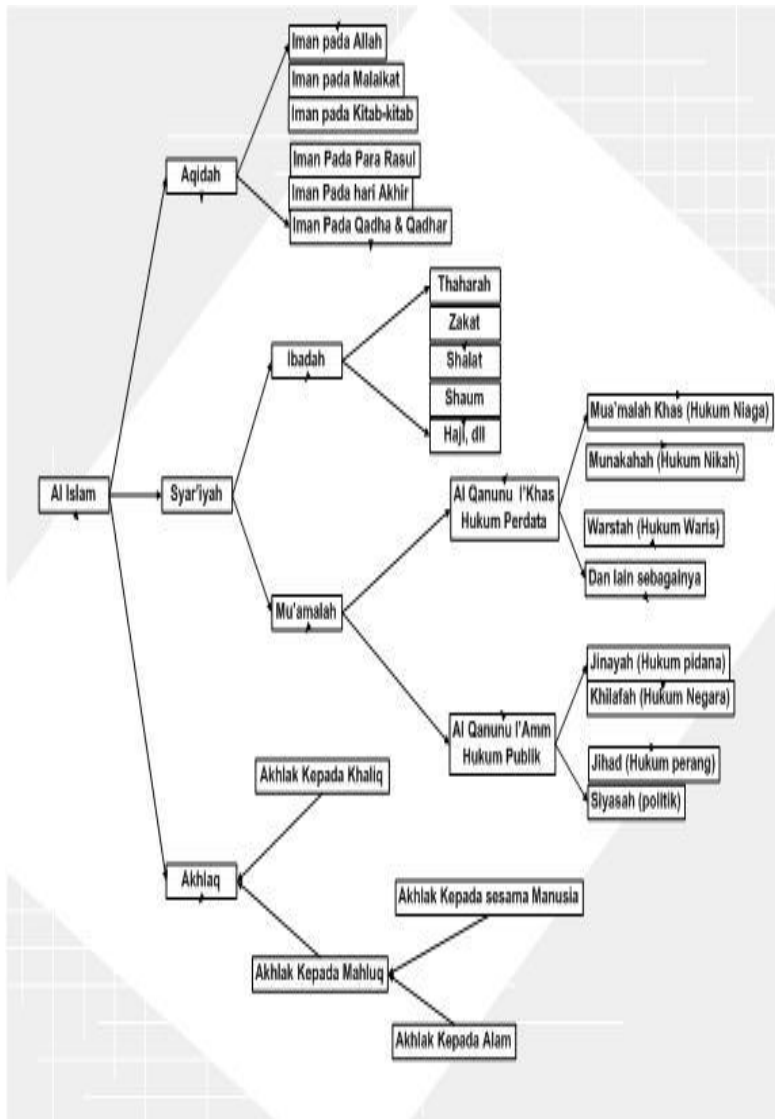 Iman pada Allah
Iman pada Malaikat
Iman pada Kitab-kitab
Iman Pada Para Rasul
Iman Pada hari Akhir
Iman Pada Qadha & Qadhar
Aqidah
Thaharah
Zakat
Shalat
Shaum
Haji, dll
Ibadah
Al Islam
Syar'iyah
Mu'amalah
Al Qanunu l'Khas
Hukum Perdata
Mua'malah Khas (Hukum Niaga)
Munakahah (Hukum Nikah)
Warstah (Hukum Waris)
Dan lain sebagainya
Al Qanunu l'Amm
Hukum Publik
Jinayah (Hukum pidana)
Khilafah (Hukum Negara)
Jihad (Hukum perang)
Siyasah (politik)
Akhlak Kepada Khaliq
Akhlaq
Akhlak Kepada sesama Manusia
Akhlak Kepada Mahluq
Akhlak Kepada Alam